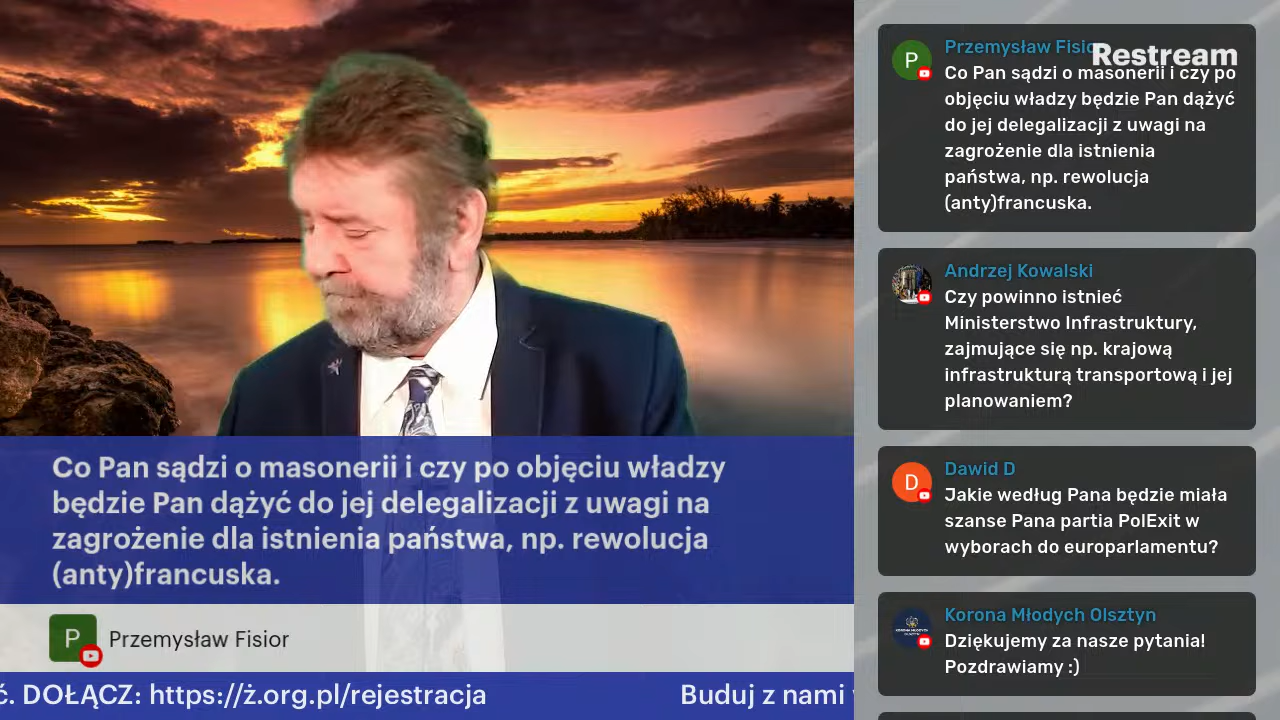 Co Pan sądzi o masonerii i czy po objęciu władzy
będzie Pan dążyć do jej delegalizacji z uwagi na
zagrożenie dla istnienia państwa, np. rewolucja
(anty)francuska.
P
Przemysław Fisior
ć. DOŁĄCZ: https://ż.org.pl/rejestracja
Buduj z nami
Restream
P
Przemysław Fisio
Co Pan sądzi o masonerii i czy po
objęciu władzy będzie Pan dążyć
do jej delegalizacji z uwagi na
zagrożenie dla istnienia
państwa, np. rewolucja
(anty)francuska.
Andrzej Kowalski
Czy powinno istnieć
Ministerstwo Infrastruktury,
zajmujące się np. krajową
infrastrukturą transportową i jej
planowaniem?
D
Dawid D
Jakie według Pana będzie miała
szanse Pana partia PolExit w
wyborach do europarlamentu?
Korona Młodych Olsztyn
Dziękujemy za nasze pytania!
Pozdrawiamy :)